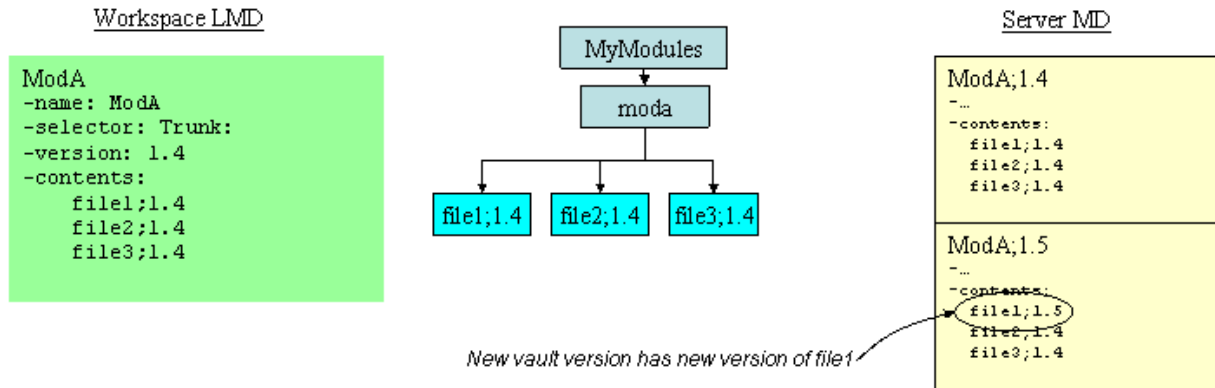 Workspace LMD
ModA
-name: ModA
-selector: Trunk:
-version: 1.4
-contents:
file1;1.4
file2;1.4
file3;1.4
MyModules
moda
file1;1.4
file2;1.4
file3;1.4
Server MD
ModA;1.4
-…
-contents:
file1;1.4
file2;1.4
file3;1.4
ModA;1.5
-…
-contents:
file1;1.5
file2;1.4
file3;1.4
New vault version has new version of file1